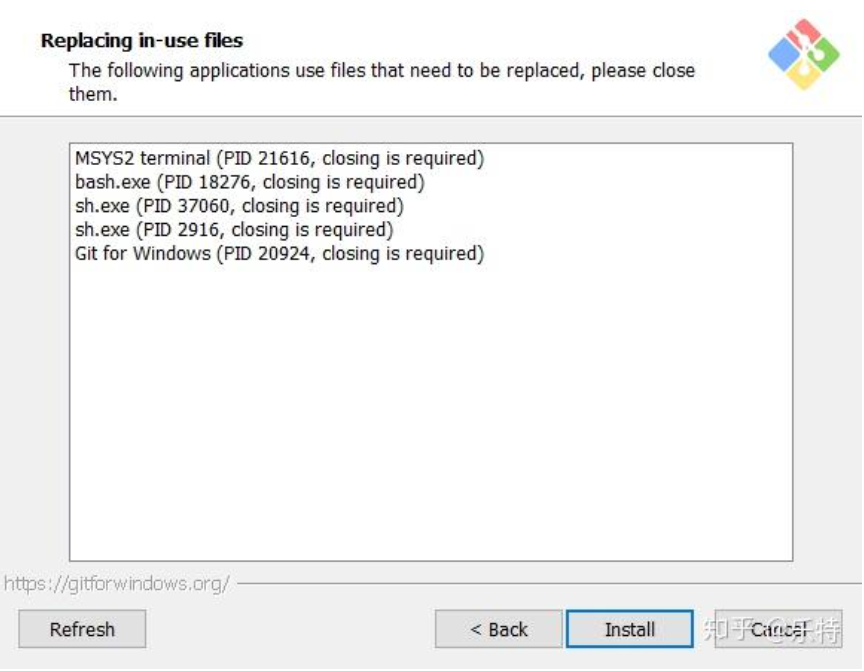 Replacing in-use files
The following applications use files that need to be replaced, please close
them.
MSYS2 terminal (PID 21616, closing is required)
bash.exe (PID 18276, closing is required)
sh.exe (PID 37060, closing is required)
sh.exe (PID 2916, closing is required)
Git for Windows (PID 20924, closing is required)
https://gitforwindows.org/
Refresh
< Back
Install
Cancel
知乎 @乐特